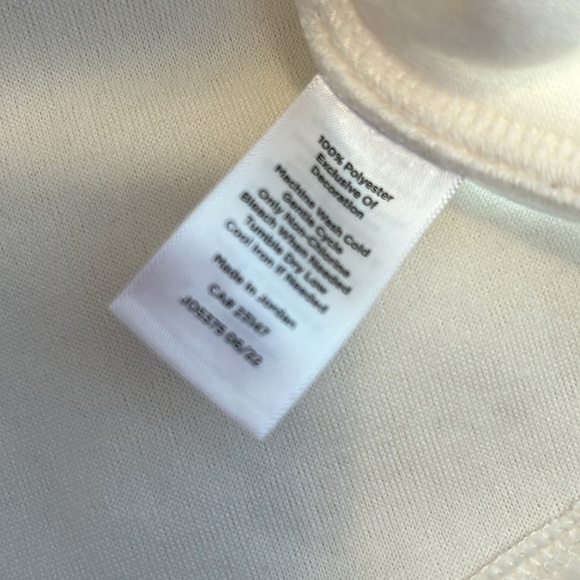 100% Polyester
Exclusive Of
Decoration
Machine Wash Cold
Gentle Cycle
Only Non-Chlorine
Bleach When Needed
Tumble Dry Low
Cool Iron If Needed
Made In Jordan
CA# 23167
JO5375 06/22